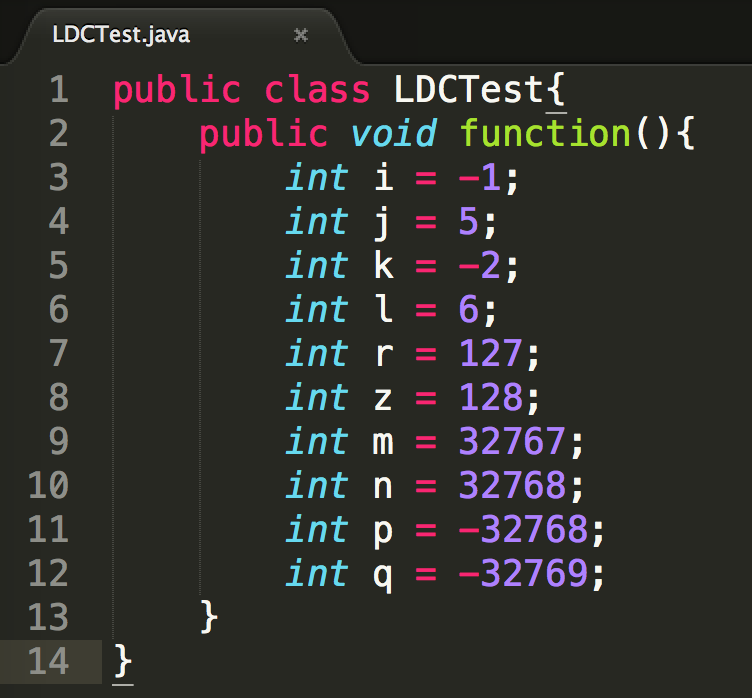 LDCTest.java ×
1 public class LDCTest{
2     public void function(){
3         int i = -1;
4         int j = 5;
5         int k = -2;
6         int l = 6;
7         int r = 127;
8         int z = 128;
9         int m = 32767;
10         int n = 32768;
11         int p = -32768;
12         int q = -32769;
13     }
14 }